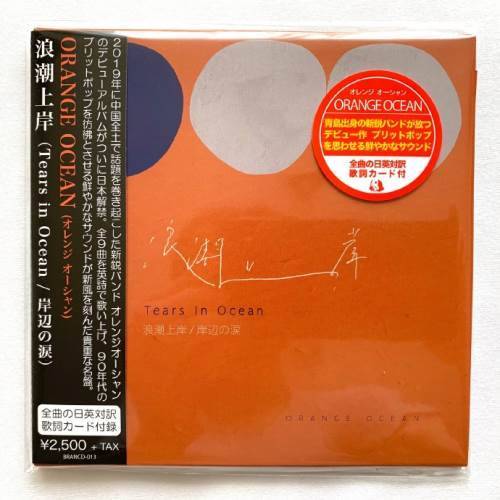 2019年に中国全土で話題を巻き起こした新鋭バンド オレンジオーシャン
のデビューアルバムがついに日本解禁。全9曲を英詩で歌い上げ、90年代の
ブリットポップを彷彿とさせる鮮やかなサウンドが新風を刻んだ貴重な名盤。
ORANGE OCEAN (オレンジ オーシャン)
浪潮上岸 (Tears in Ocean / 岸辺の涙)
全曲の日英対訳
歌詞カード付録
¥2,500 + TAX
BRANCD-013
オレンジ オーシャン
ORANGE OCEAN
青島出身の新鋭バンドが放つ
デビュー作 ブリットポップ
を思わせる鮮やかなサウンド
全曲の日英対訳
歌詞カード付
浪潮上岸
Tears In Ocean
浪潮上岸 / 岸辺の涙
ORANGE OCEAN